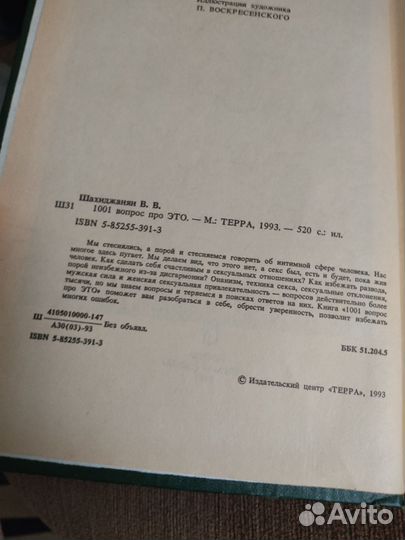 Иллюстрации художника
П. ВОСКРЕСЕНСКОГО
Шахиджанян В. В.
Ш31 1001 вопрос про ЭТО. — М.: ТЕРРА, 1993. — 520 с.: ил.
ISBN 5-85255-391-3
Мы стеснялись, а порой и стесняемся говорить об интимной сфере человека. Нас
многое здесь пугает. Мы делаем вид, что этого нет, а секс был, есть и будет, пока жив
человек. Как сделать себя счастливым в сексуальных отношениях? Как избежать развода,
порой неизбежного из-за дисгармонии? Онанизм, техника секса, сексуальные отклонения,
мужская сила и женская сексуальная привлекательность — вопросов действительно более
тысячи, но мы знаем вопросы и теряемся в поисках ответов на них. Книга «1001 вопрос
про ЭТО» поможет вам разобраться в себе, обрести уверенность, позволит избежать
многих ошибок.
Ш 4105010000-147
А30(03)-93 Без объявл.
ББК 51.204.5
ISBN 5-85255-391-3
© Издательский центр «ТЕРРА», 1993
Avito